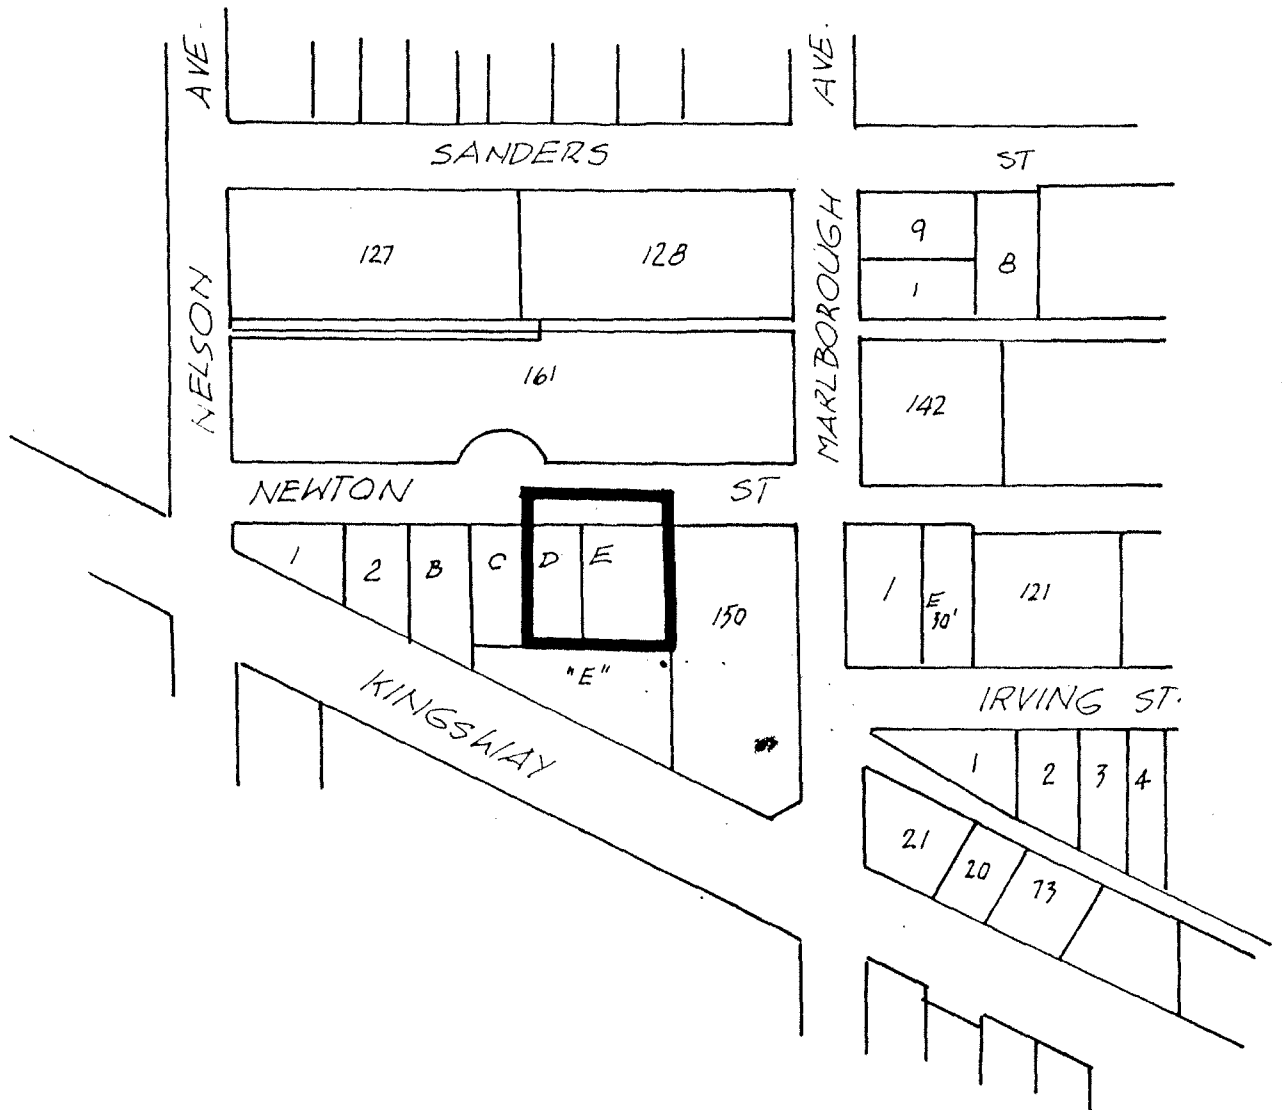 AVE.
AVE.
SANDERS
ST
127
128
9
8
1
NELSON
MARLBOROUGH
161
142
NEWTON
ST
1
2
B
C
D
E
150
1
E
30'
121
"E"
KINGSWAY
IRVING ST.
1
2
3
4
21
20
73